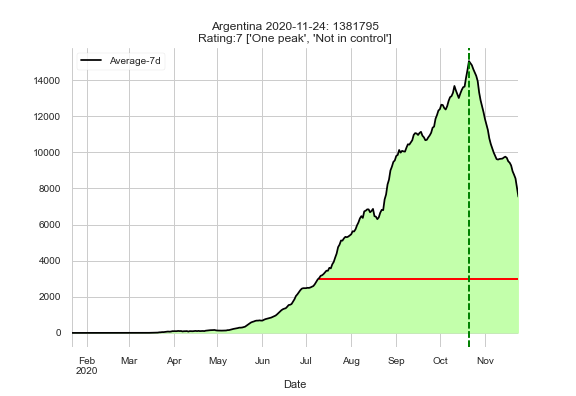 Argentina 2020-11-24: 1381795
Rating:7 ['One peak', 'Not in control']
Average-7d
14000
12000
10000
8000
6000
4000
2000
0
Feb Mar Apr May Jun Jul Aug Sep Oct Nov
2020
Date